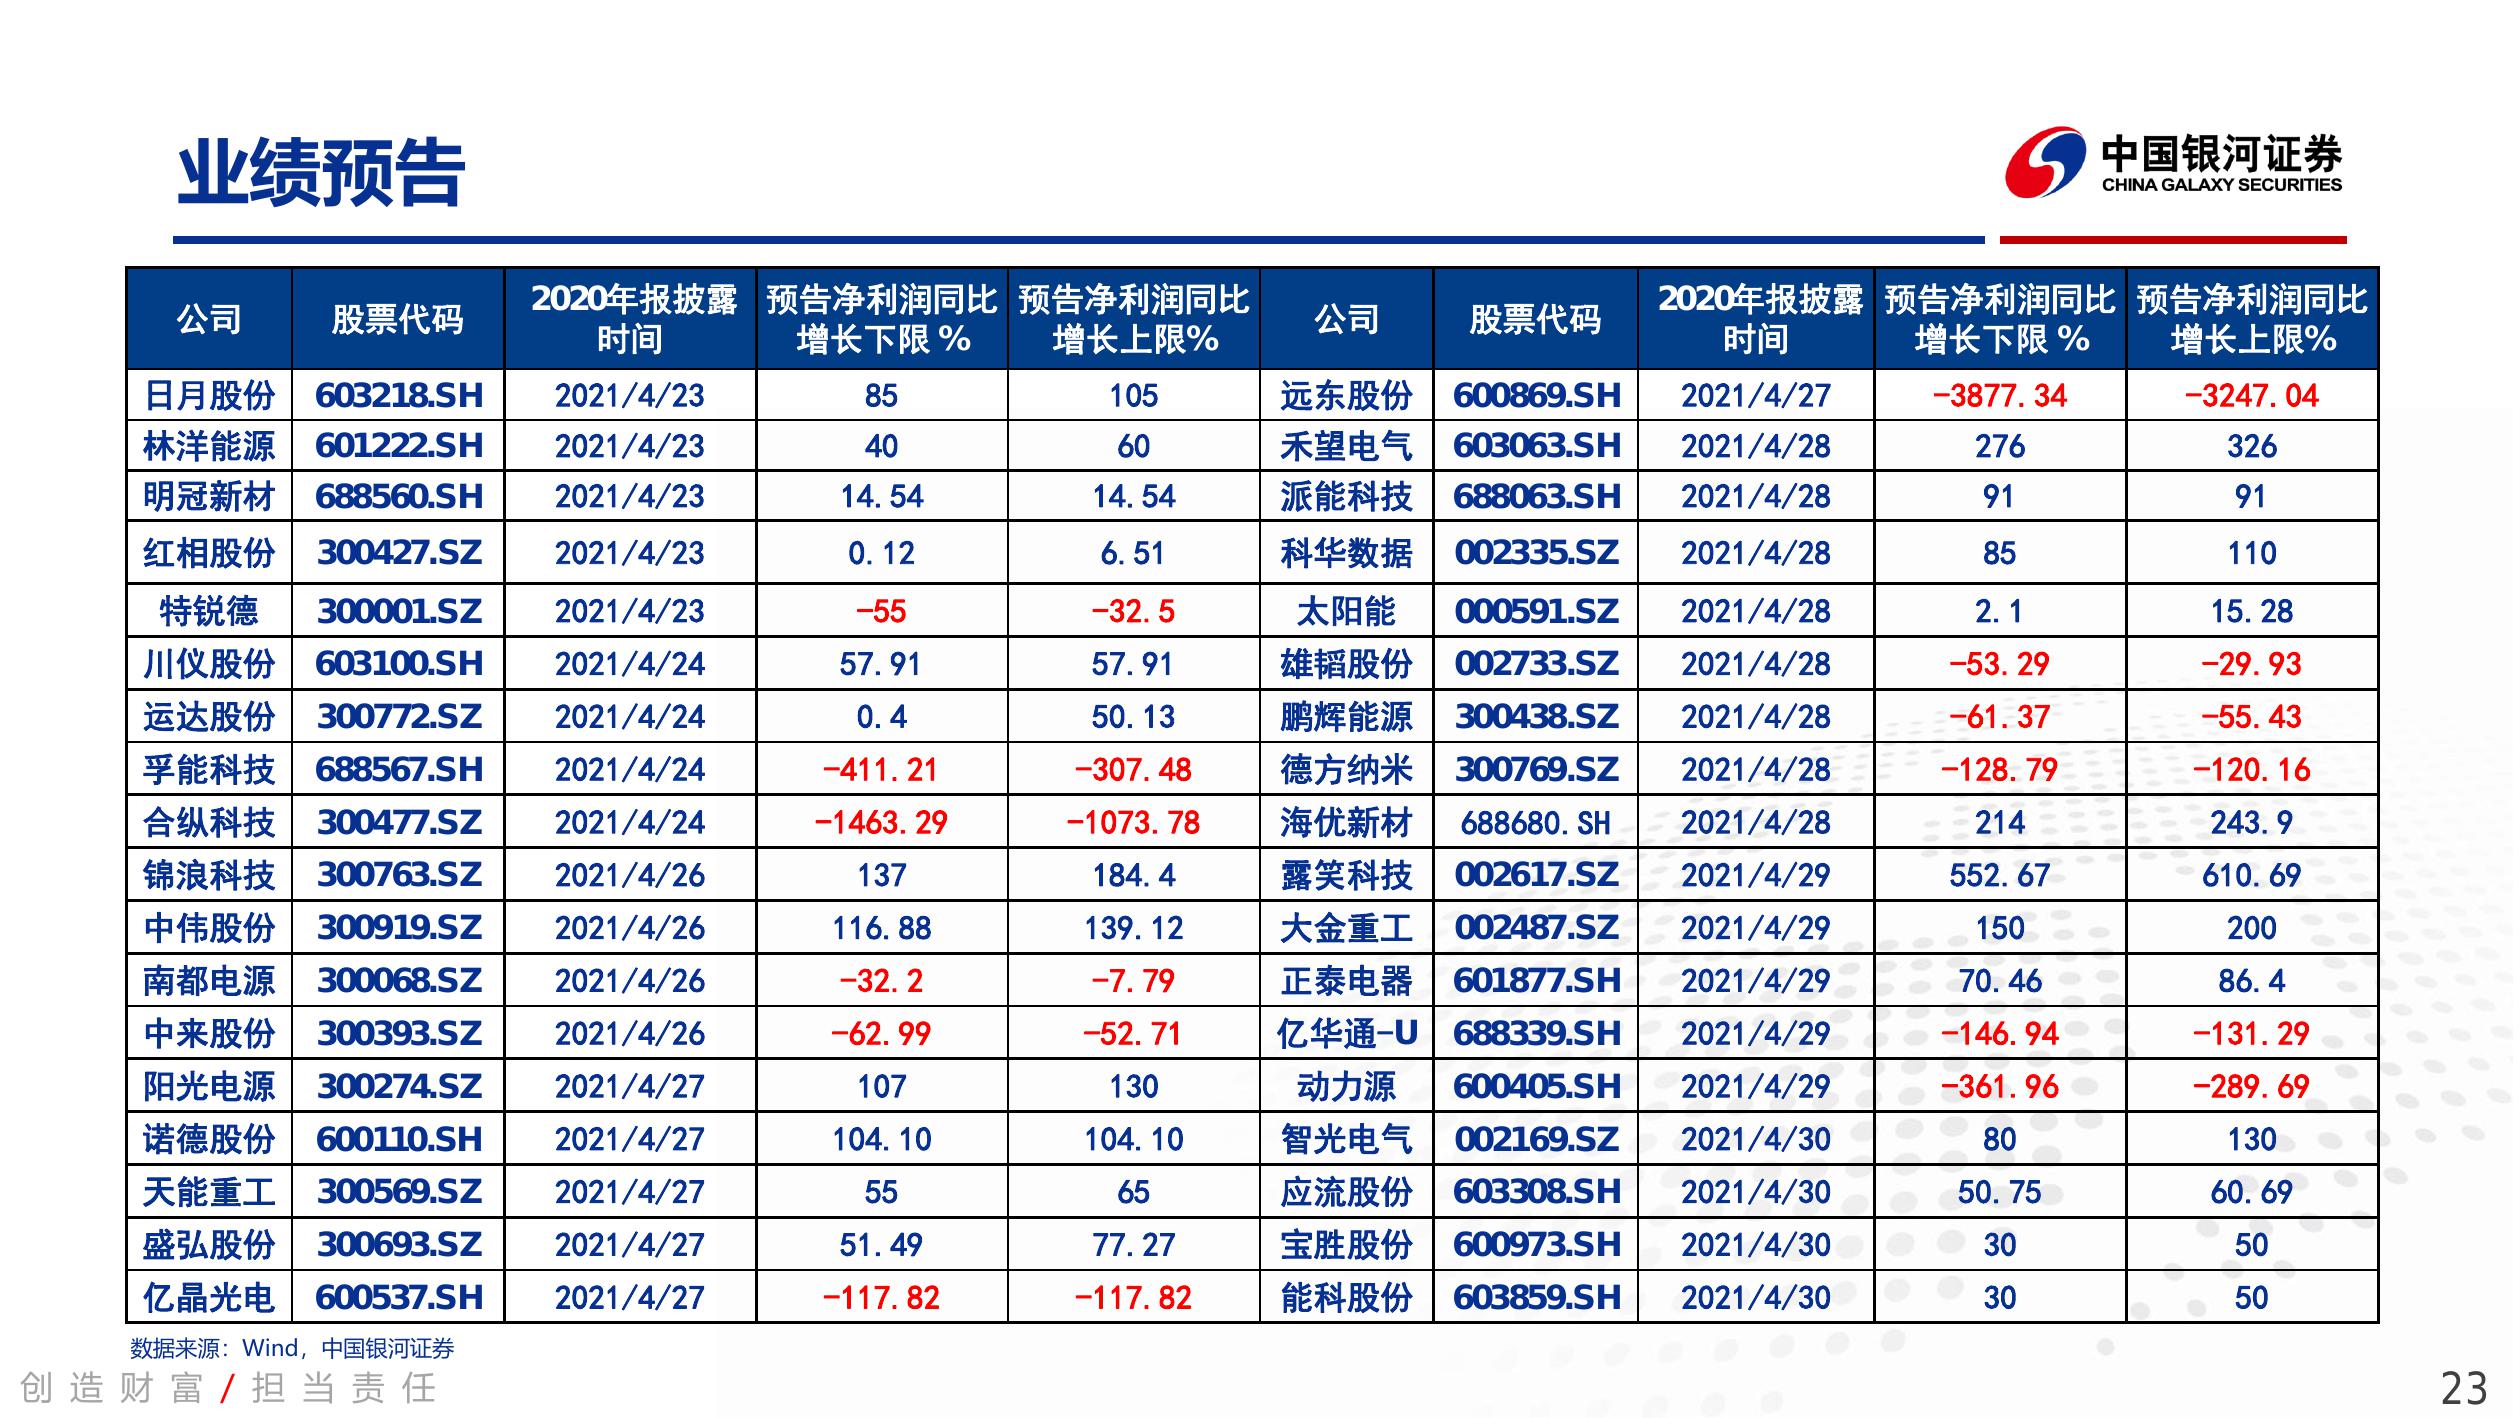 业绩预告
中国银河证券
CHINA GALAXY SECURITIES
公司 股票代码 2020年报披露时间 预告净利润同比增长下限 % 预告净利润同比增长上限% 公司 股票代码 2020年报披露时间 预告净利润同比增长下限 % 预告净利润同比增长上限%
日月股份 603218.SH 2021/4/23 85 105 远东股份 600869.SH 2021/4/27 -3877.34 -3247.04
林洋能源 601222.SH 2021/4/23 40 60 禾望电气 603063.SH 2021/4/28 276 326
明冠新材 688560.SH 2021/4/23 14.54 14.54 派能科技 688063.SH 2021/4/28 91 91
红相股份 300427.SZ 2021/4/23 0.12 6.51 科华数据 002335.SZ 2021/4/28 85 110
特锐德 300001.SZ 2021/4/23 -55 -32.5 太阳能 000591.SZ 2021/4/28 2.1 15.28
川仪股份 603100.SH 2021/4/24 57.91 57.91 雄韬股份 002733.SZ 2021/4/28 -53.29 -29.93
运达股份 300772.SZ 2021/4/24 0.4 50.13 鹏辉能源 300438.SZ 2021/4/28 -61.37 -55.43
孚能科技 688567.SH 2021/4/24 -411.21 -307.48 德方纳米 300769.SZ 2021/4/28 -128.79 -120.16
合纵科技 300477.SZ 2021/4/24 -1463.29 -1073.78 海优新材 688680.SH 2021/4/28 214 243.9
锦浪科技 300763.SZ 2021/4/26 137 184.4 露笑科技 002617.SZ 2021/4/29 552.67 610.69
中伟股份 300919.SZ 2021/4/26 116.88 139.12 大金重工 002487.SZ 2021/4/29 150 200
南都电源 300068.SZ 2021/4/26 -32.2 -7.79 正泰电器 601877.SH 2021/4/29 70.46 86.4
中来股份 300393.SZ 2021/4/26 -62.99 -52.71 亿华通-U 688339.SH 2021/4/29 -146.94 -131.29
阳光电源 300274.SZ 2021/4/27 107 130 动力源 600405.SH 2021/4/29 -361.96 -289.69
诺德股份 600110.SH 2021/4/27 104.10 104.10 智光电气 002169.SZ 2021/4/30 80 130
天能重工 300569.SZ 2021/4/27 55 65 应流股份 603308.SH 2021/4/30 50.75 60.69
盛弘股份 300693.SZ 2021/4/27 51.49 77.27 宝胜股份 600973.SH 2021/4/30 30 50
亿晶光电 600537.SH 2021/4/27 -117.82 -117.82 能科股份 603859.SH 2021/4/30 30 50
数据来源：Wind，中国银河证券
创造财富/担当责任
23